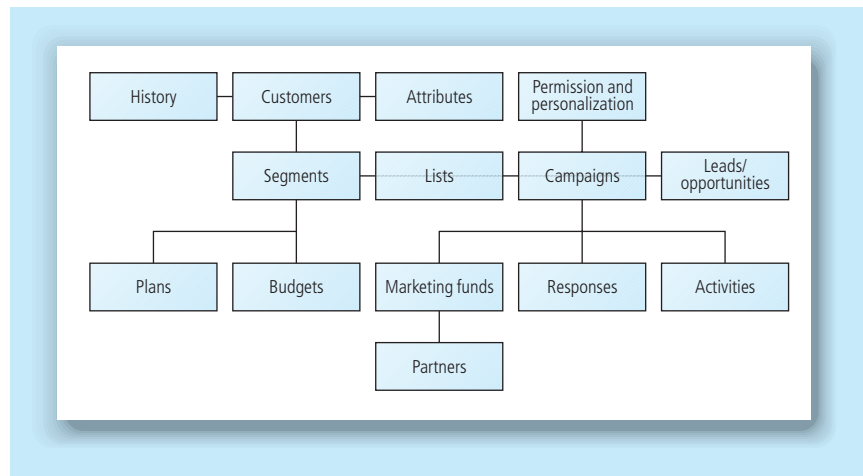 History
Customers
Attributes
Permission and
personalization
Segments
Lists
Campaigns
Leads/
opportunities
Plans
Budgets
Marketing funds
Responses
Activities
Partners